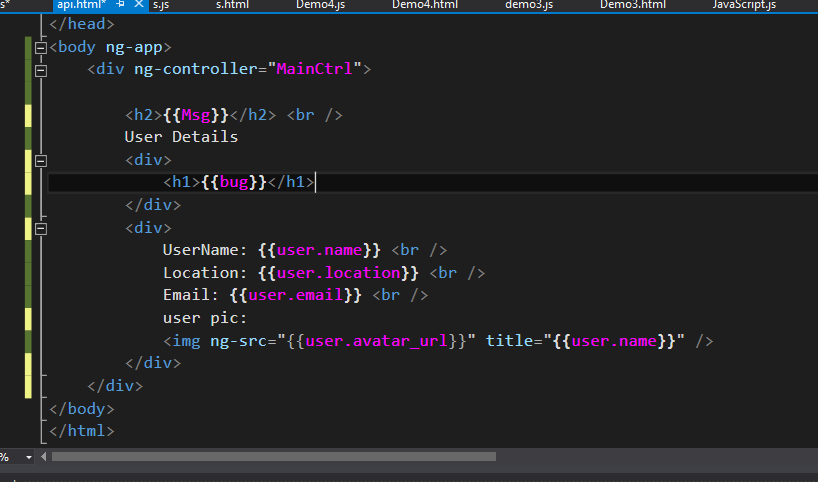 s*
api.html*
s.js
s.html
Demo4.js
Demo4.html
demo3.js
Demo3.html
JavaScript.js
</head>
<body ng-app>
<div ng-controller="MainCtrl">
<h2>{{Msg}}</h2> <br />
User Details
<div>
<h1>{{bug}}</h1>
</div>
<div>
UserName: {{user.name}} <br />
Location: {{user.location}} <br />
Email: {{user.email}} <br />
user pic:
<img ng-src="{{user.avatar_url}}" title="{{user.name}}" />
</div>
</div>
</body>
</html>
%